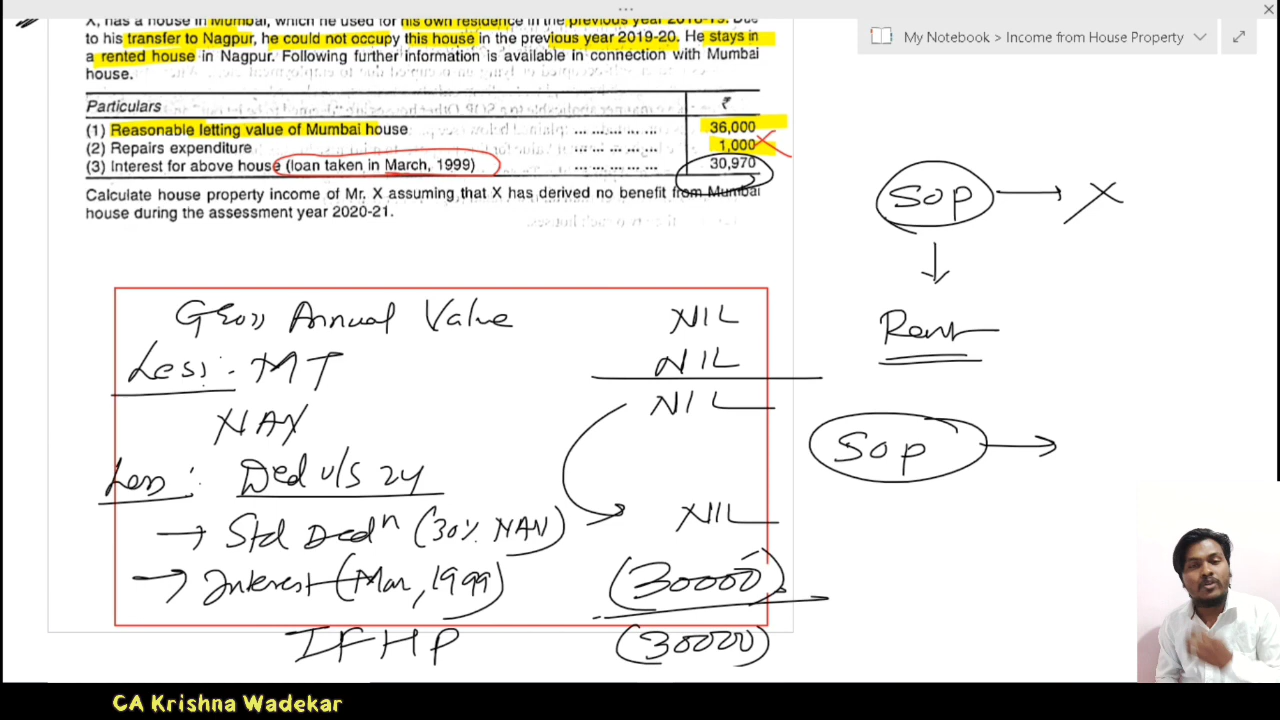 X, has a house in Mumbai, which he used for his own residence in the previous year 2018-19. Due
to his transfer to Nagpur, he could not occupy this house in the previous year 2019-20. He stays in
a rented house in Nagpur. Following further information is available in connection with Mumbai
house.
Particulars ₹
(1) Reasonable letting value of Mumbai house ... ... ... ... 36,000
(2) Repairs expenditure ... ... ... ... 1,000
(3) Interest for above house (loan taken in March, 1999) ... ... ... ... 30,970
Calculate house property income of Mr. X assuming that X has derived no benefit from Mumbai
house during the assessment year 2020-21.
My Notebook > Income from House Property
SOP → X
↓
Rent
SOP →
Gross Annual Value NIL
Less: MT NIL
NAV NIL
Less: Ded u/s 24
→ Std Dedn (30% NAV) NIL
→ Interest (Mar, 1999) (30000)
IFHP (30000)
CA Krishna Wadekar